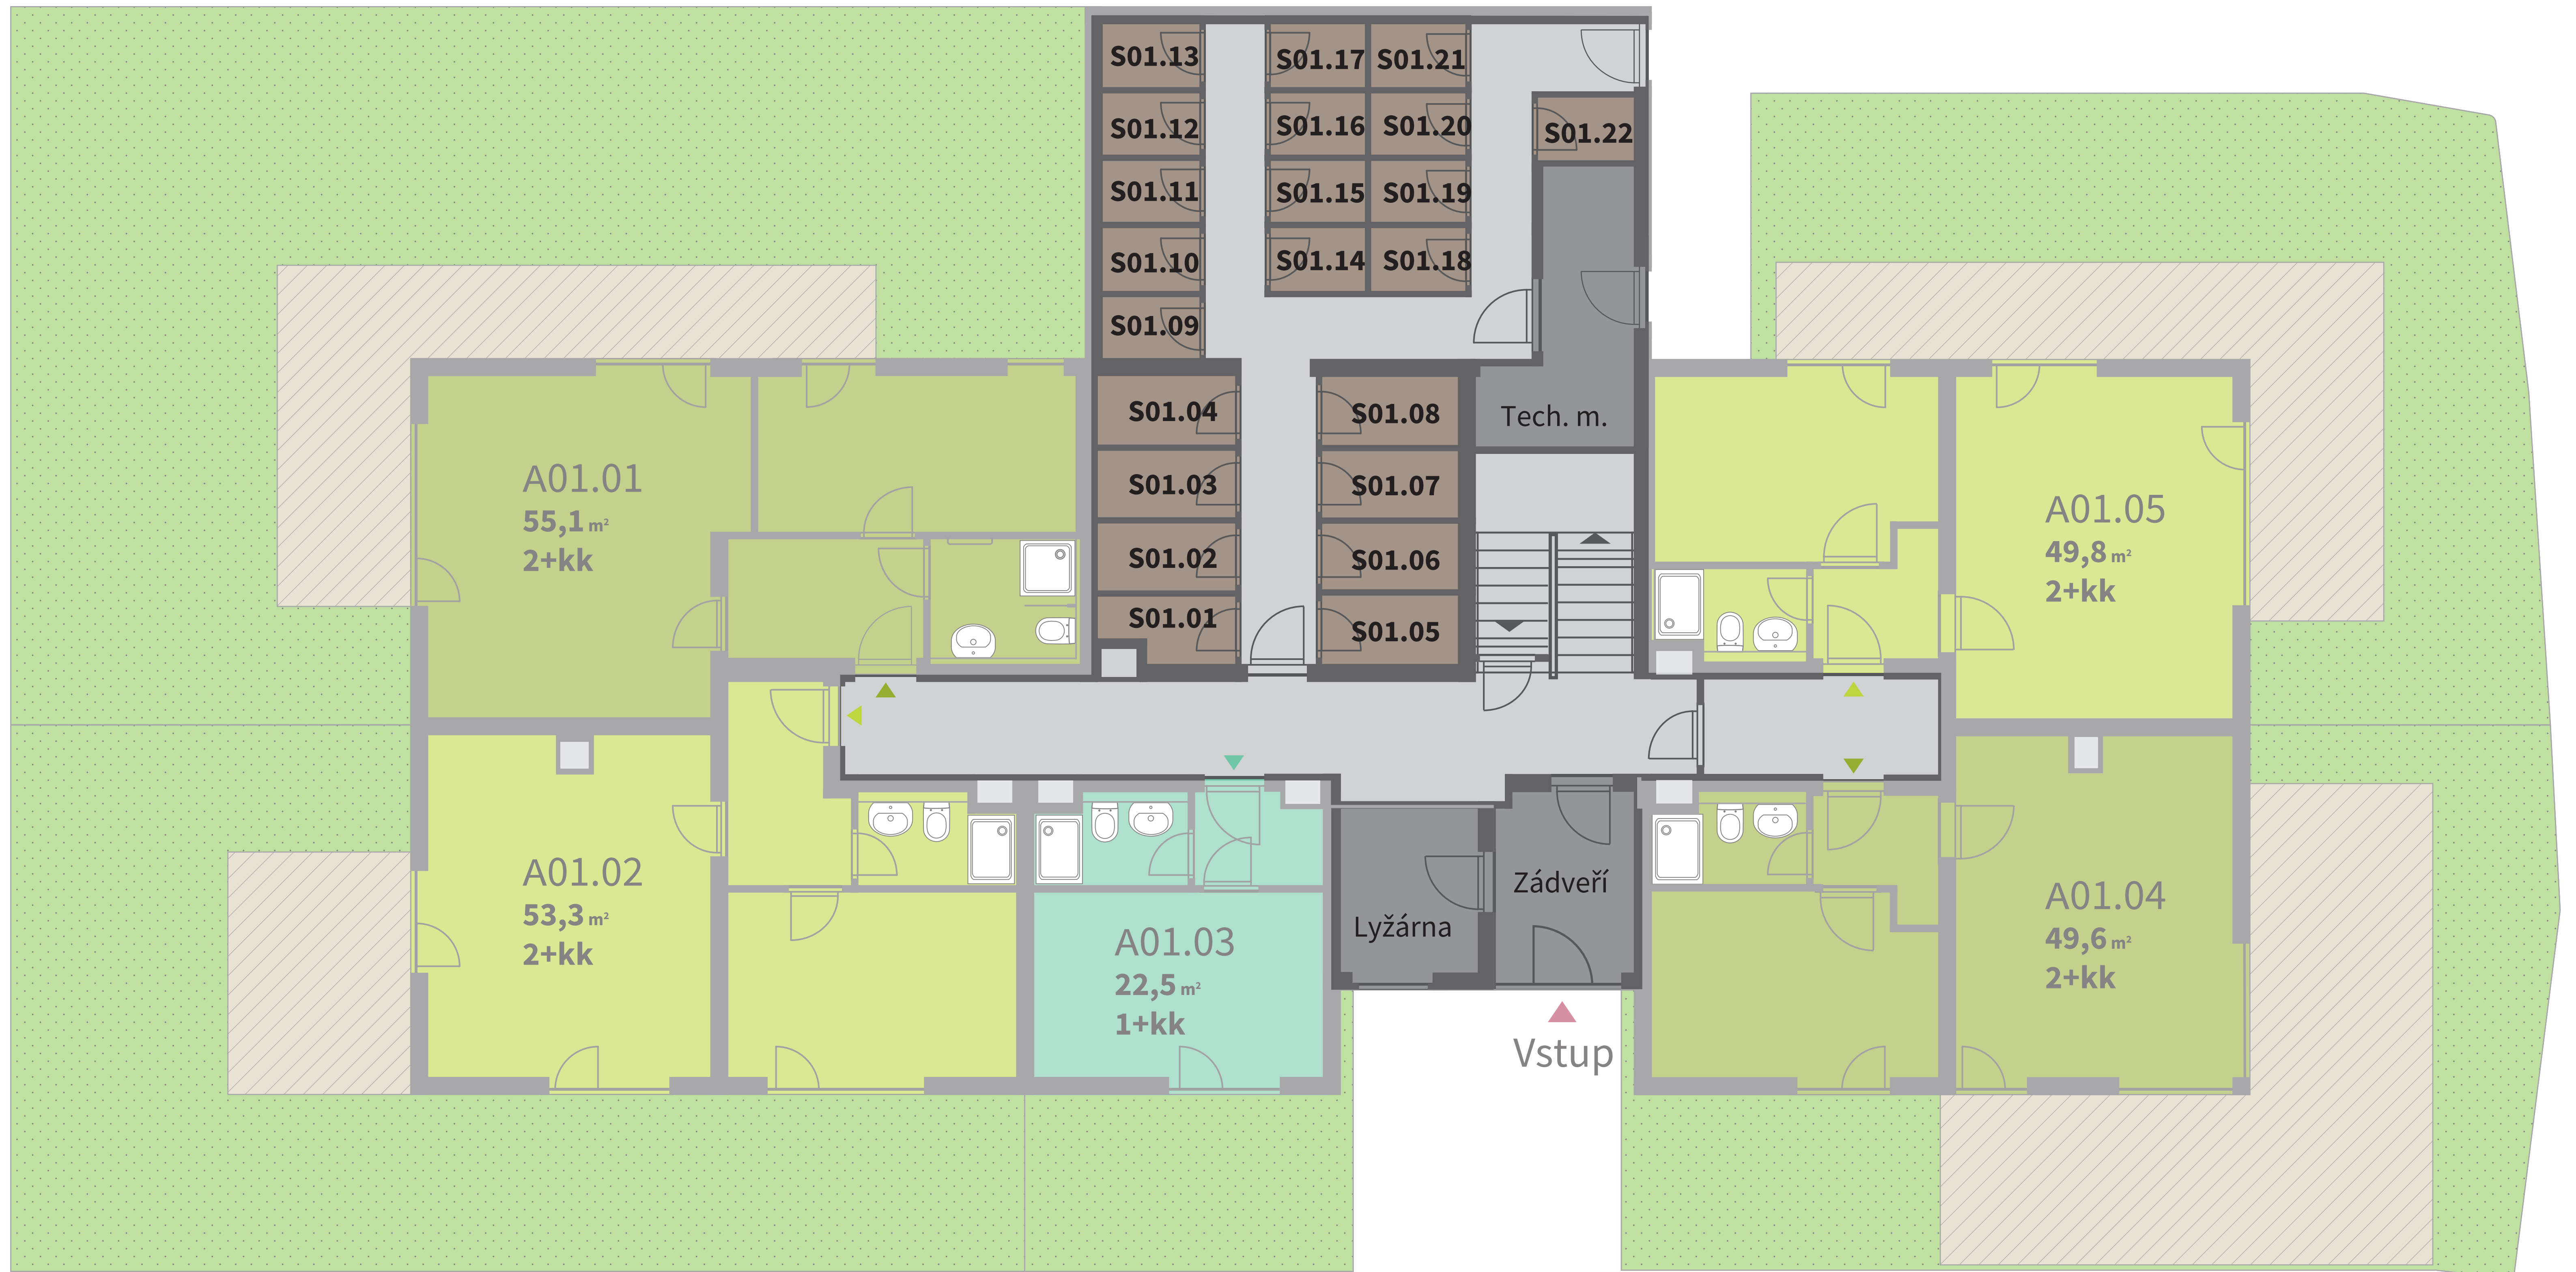 S01.13
S01.17
S01.21
S01.12
S01.16
S01.20
S01.22
S01.11
S01.15
S01.19
S01.10
S01.14
S01.18
S01.09
S01.04
S01.08
Tech. m.
S01.03
S01.07
S01.02
S01.06
S01.01
S01.05
A01.01
55,1 m²
2+kk
A01.05
49,8 m²
2+kk
A01.02
53,3 m²
2+kk
A01.03
22,5 m²
1+kk
Lyžárna
Zádveří
Vstup
A01.04
49,6 m²
2+kk